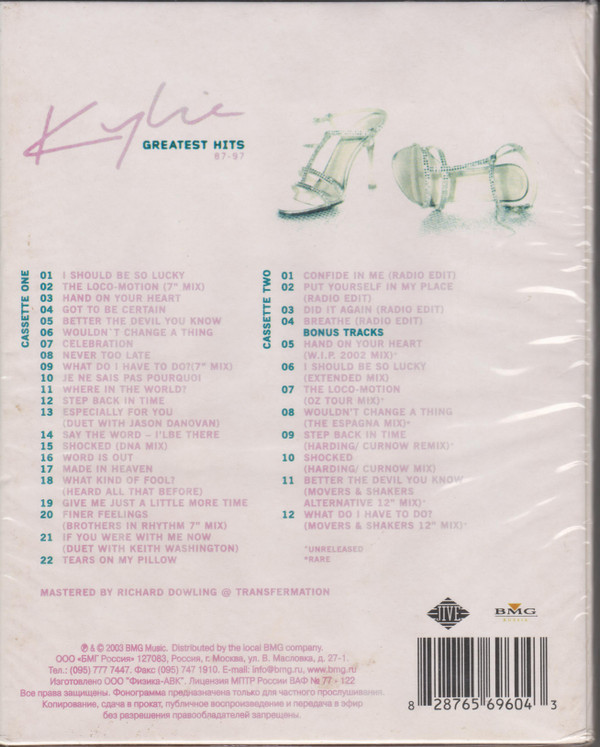 Kylie
GREATEST HITS
87-97
CASSETTE ONE
01 I SHOULD BE SO LUCKY
02 THE LOCO-MOTION (7" MIX)
03 HAND ON YOUR HEART
04 GOT TO BE CERTAIN
05 BETTER THE DEVIL YOU KNOW
06 WOULDN'T CHANGE A THING
07 CELEBRATION
08 NEVER TOO LATE
09 WHAT DO I HAVE TO DO?(7" MIX)
10 JE NE SAIS PAS POURQUOI
11 WHERE IN THE WORLD?
12 STEP BACK IN TIME
13 ESPECIALLY FOR YOU
(DUET WITH JASON DANOVAN)
14 SAY THE WORD – I'LBE THERE
15 SHOCKED (DNA MIX)
16 WORD IS OUT
17 MADE IN HEAVEN
18 WHAT KIND OF FOOL?
(HEARD ALL THAT BEFORE)
19 GIVE ME JUST A LITTLE MORE TIME
20 FINER FEELINGS
(BROTHERS IN RHYTHM 7" MIX)
21 IF YOU WERE WITH ME NOW
(DUET WITH KEITH WASHINGTON)
22 TEARS ON MY PILLOW
CASSETTE TWO
01 CONFIDE IN ME (RADIO EDIT)
02 PUT YOURSELF IN MY PLACE
(RADIO EDIT)
03 DID IT AGAIN (RADIO EDIT)
04 BREATHE (RADIO EDIT)
BONUS TRACKS
05 HAND ON YOUR HEART
(W.I.P. 2002 MIX)*
06 I SHOULD BE SO LUCKY
(EXTENDED MIX)
07 THE LOCO-MOTION
(OZ TOUR MIX)*
08 WOULDN'T CHANGE A THING
(THE ESPAGNA MIX)*
09 STEP BACK IN TIME
(HARDING/ CURNOW REMIX)*
10 SHOCKED
(HARDING/ CURNOW MIX)
11 BETTER THE DEVIL YOU KNOW
(MOVERS & SHAKERS
ALTERNATIVE 12" MIX)*
12 WHAT DO I HAVE TO DO?
(MOVERS & SHAKERS 12" MIX)*
*UNRELEASED
*RARE
MASTERED BY RICHARD DOWLING @ TRANSFERMATION
JIVE
BMG
RUSSIA
℗ & © 2003 BMG Music. Distributed by the local BMG company.
ООО «БМГ Россия» 127083, Россия, г. Москва, ул. В. Масловка, д. 27-1.
Тел.: (095) 777 7447. Факс (095) 747 1910. E-mail: info@bmg.ru, www.bmg.ru/
Изготовлено ООО "Физика-АВК". Лицензия МПТР России ВАФ № 77 - 122
Все права защищены. Фонограмма предназначена только для частного прослушивания.
Копирование, сдача в прокат, публичное воспроизведение и передача в эфир
без разрешения правообладателей запрещены.
8 28765 69604 3